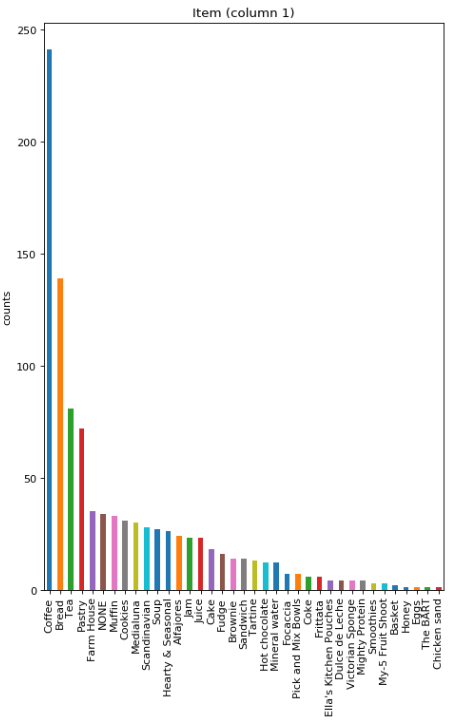 Item (column 1)
250
200
150
100
50
0
counts
Coffee
Bread
Tea
Pastry
Farm House
NONE
Muffin
Cookies
Medialuna
Scandinavian
Soup
Hearty & Seasonal
Alfajores
Jam
Juice
Cake
Fudge
Brownie
Sandwich
Tartine
Hot chocolate
Mineral water
Focaccia
Pick and Mix Bowls
Coke
Frittata
Ella's Kitchen Pouches
Dulce de Leche
Victorian Sponge
Mighty Protein
Smoothies
My-5 Fruit Shoot
Basket
Honey
Eggs
The BART
Chicken sand